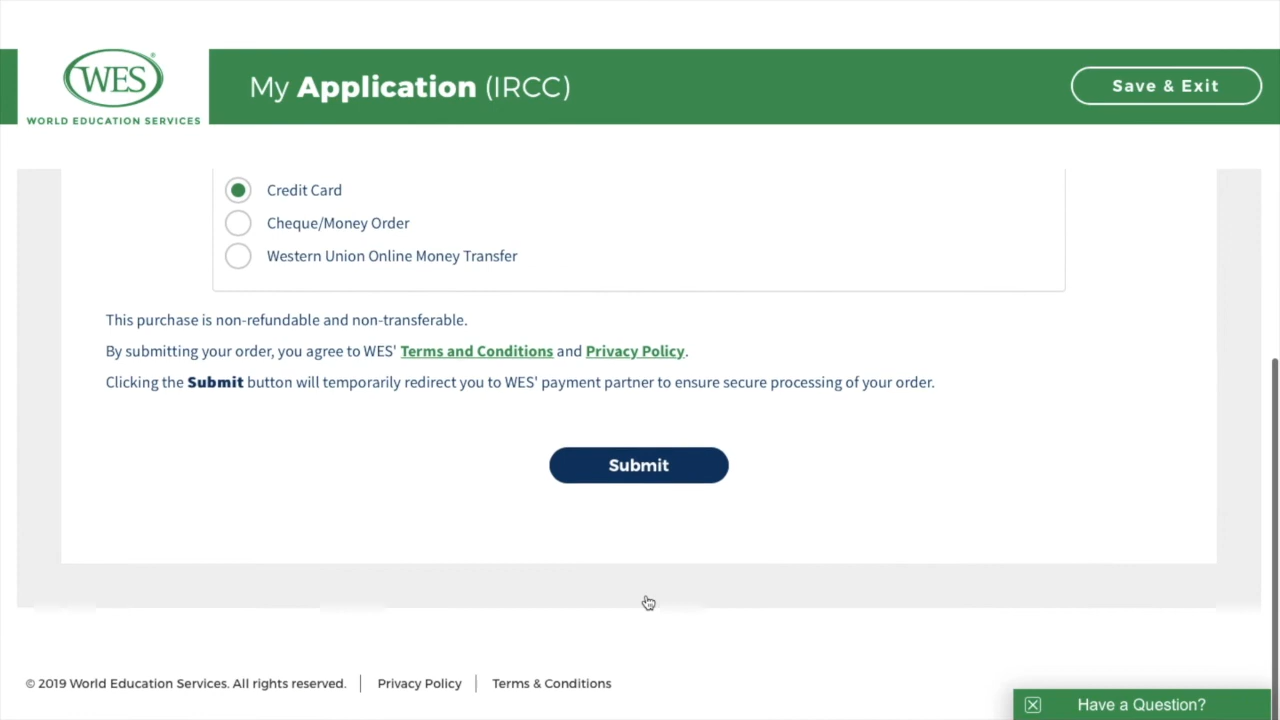 WES
®
WORLD EDUCATION SERVICES
My Application (IRCC)
Save & Exit
Credit Card
Cheque/Money Order
Western Union Online Money Transfer
This purchase is non-refundable and non-transferable.
By submitting your order, you agree to WES' Terms and Conditions and Privacy Policy.
Clicking the Submit button will temporarily redirect you to WES' payment partner to ensure secure processing of your order.
Submit
© 2019 World Education Services. All rights reserved.
Privacy Policy
Terms & Conditions
Have a Question?